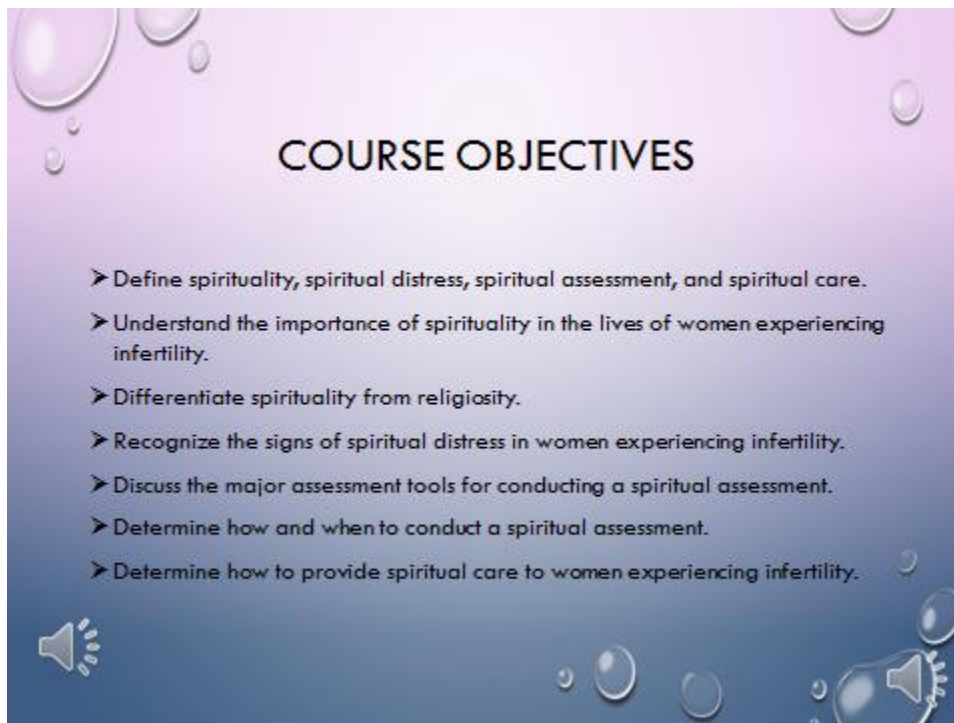 COURSE OBJECTIVES
➢ Define spirituality, spiritual distress, spiritual assessment, and spiritual care.
➢ Understand the importance of spirituality in the lives of women experiencing
infertility.
➢ Differentiate spirituality from religiosity.
➢ Recognize the signs of spiritual distress in women experiencing infertility.
➢ Discuss the major assessment tools for conducting a spiritual assessment.
➢ Determine how and when to conduct a spiritual assessment.
➢ Determine how to provide spiritual care to women experiencing infertility.